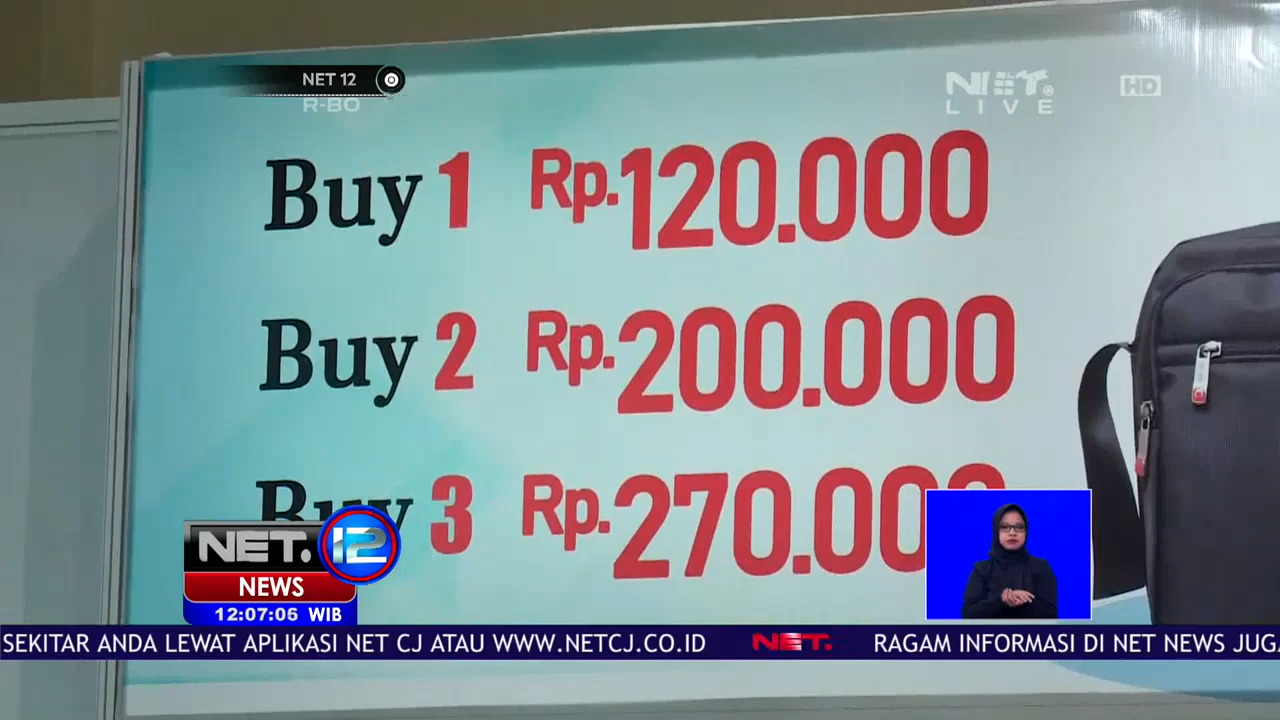 NET 12
R-BO
NET.
LIVE
HD
Buy 1 Rp.120.000
Buy 2 Rp.200.000
Buy 3 Rp.270.000
NET. 12
NEWS
12:07:06 WIB
SEKITAR ANDA LEWAT APLIKASI NET CJ ATAU WWW.NETCJ.CO.ID NET. RAGAM INFORMASI DI NET NEWS JUGA